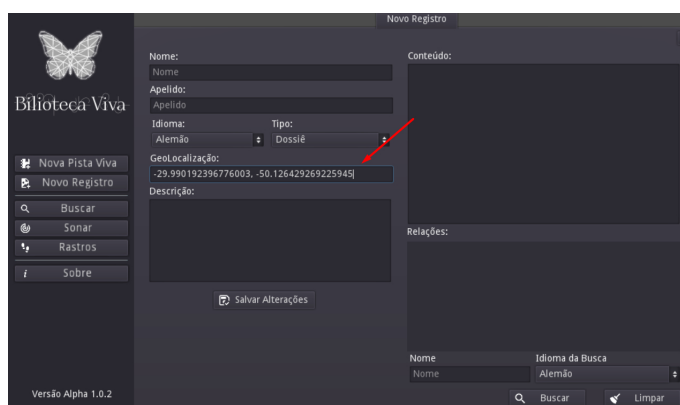 Novo Registro
Bilioteca Viva
Nova Pista Viva
Novo Registro
Buscar
Sonar
Rastros
i Sobre
Versão Alpha 1.0.2
Nome:
Nome
Apelido:
Apelido
Idioma: Tipo:
Alemão Dossiê
GeoLocalização:
-29.990192396776003, -50.126429269225945
Descrição:
Salvar Alterações
Conteúdo:
Relações:
Nome Idioma da Busca
Nome Alemão
Buscar Limpar